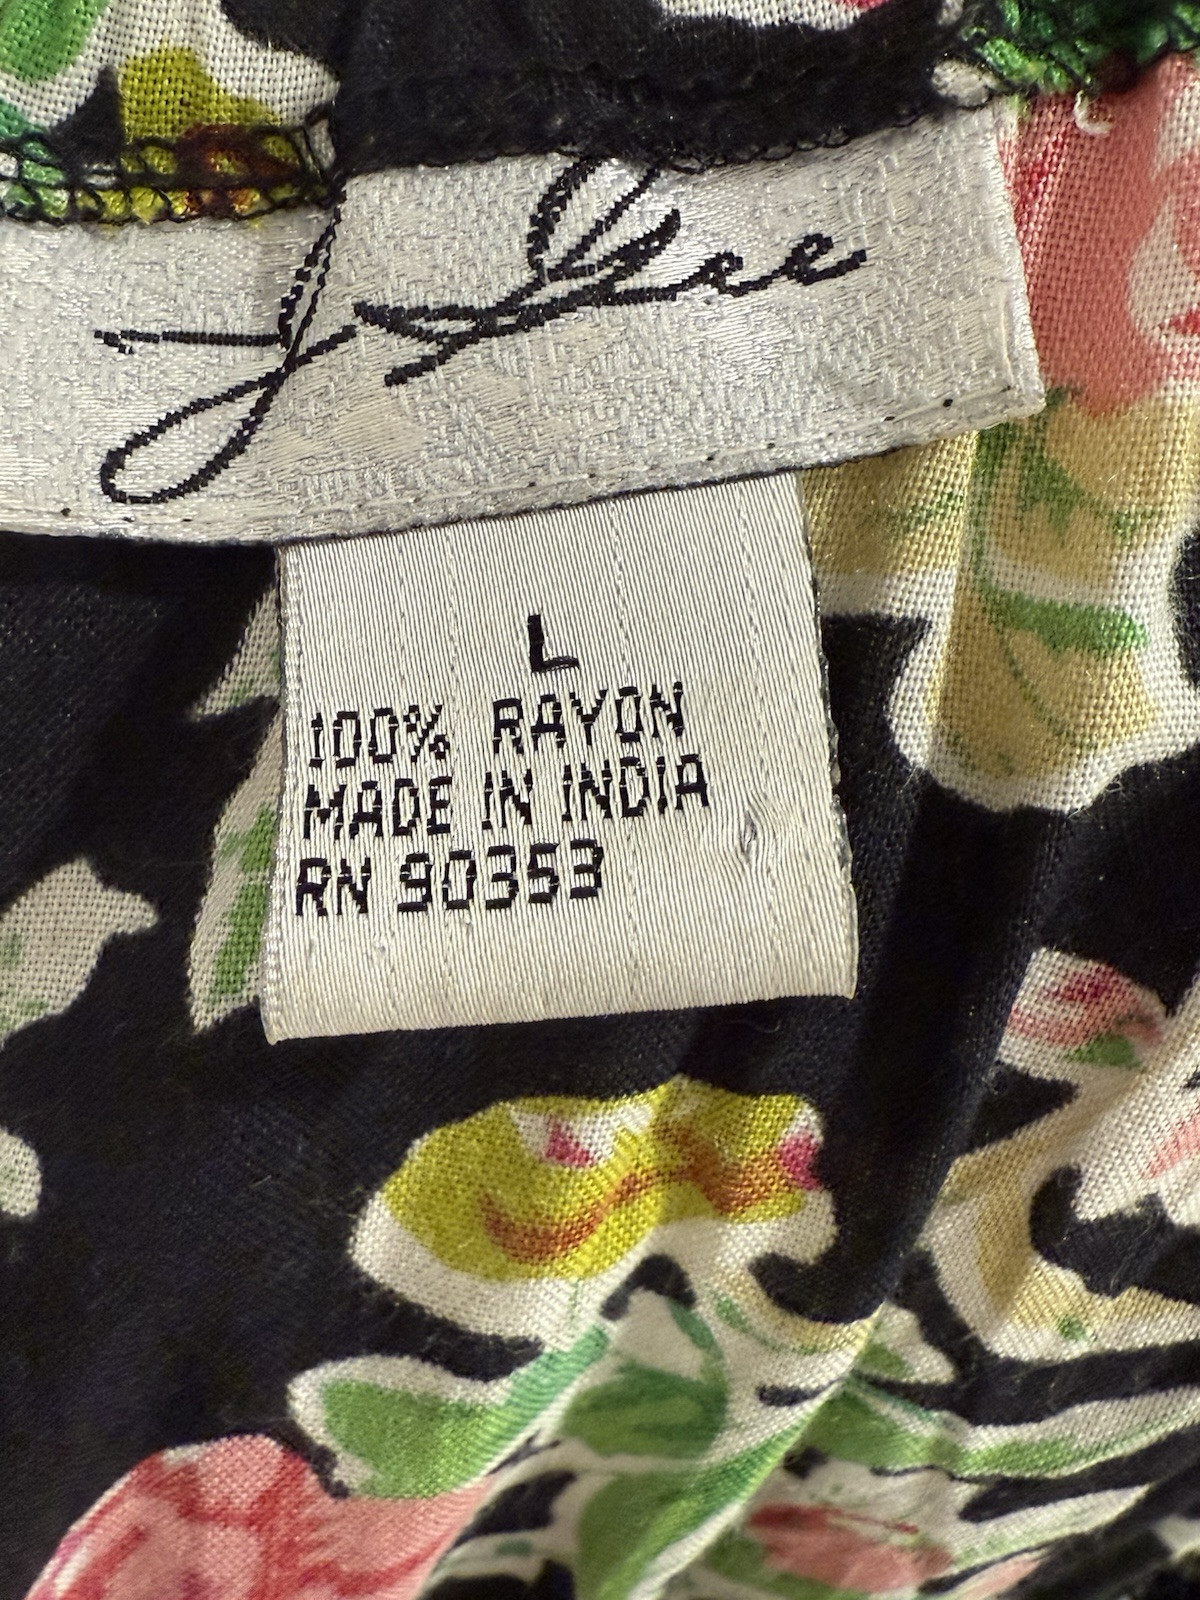 L
100% RAYON
MADE IN INDIA
RN 90353